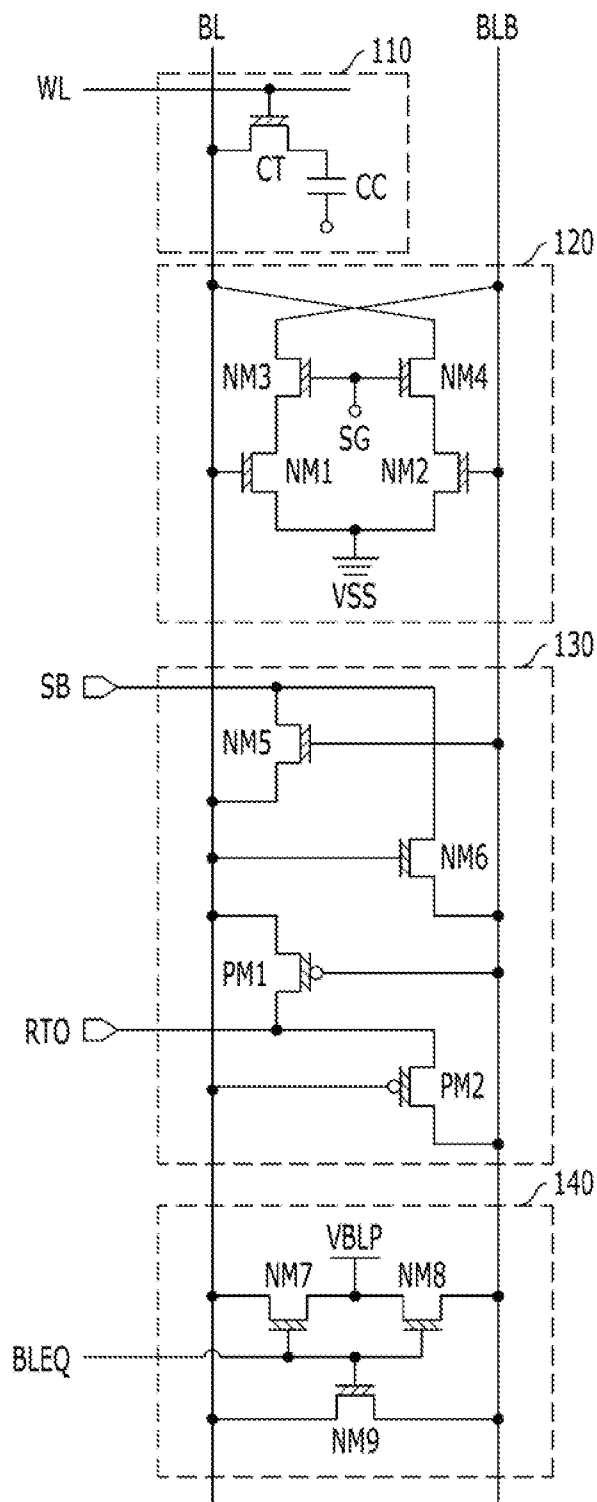 BL BLB
110
WL
CT
CC
120
NM3 NM4
SG
NM1 NM2
VSS
130
SB
NM5
NM6
PM1
RTO
PM2
140
VBLP
NM7 NM8
BLEQ
NM9